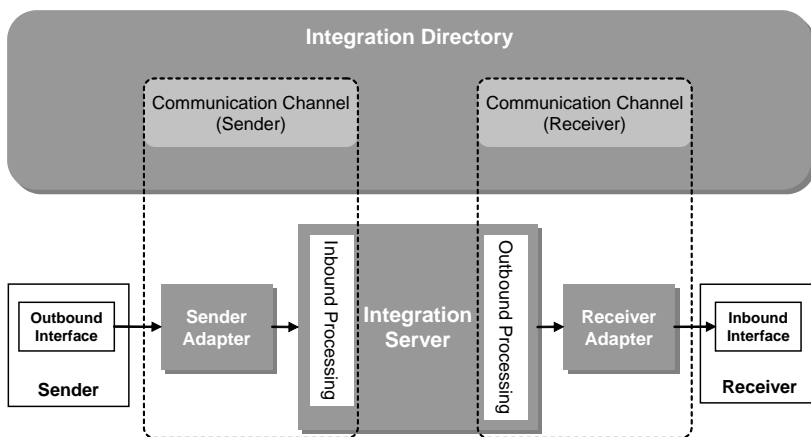 Integration Directory
Communication Channel
(Sender)
Communication Channel
(Receiver)
Outbound
Interface
Sender
Sender
Adapter
Inbound Processing
Integration
Server
Outbound Processing
Receiver
Adapter
Inbound
Interface
Receiver